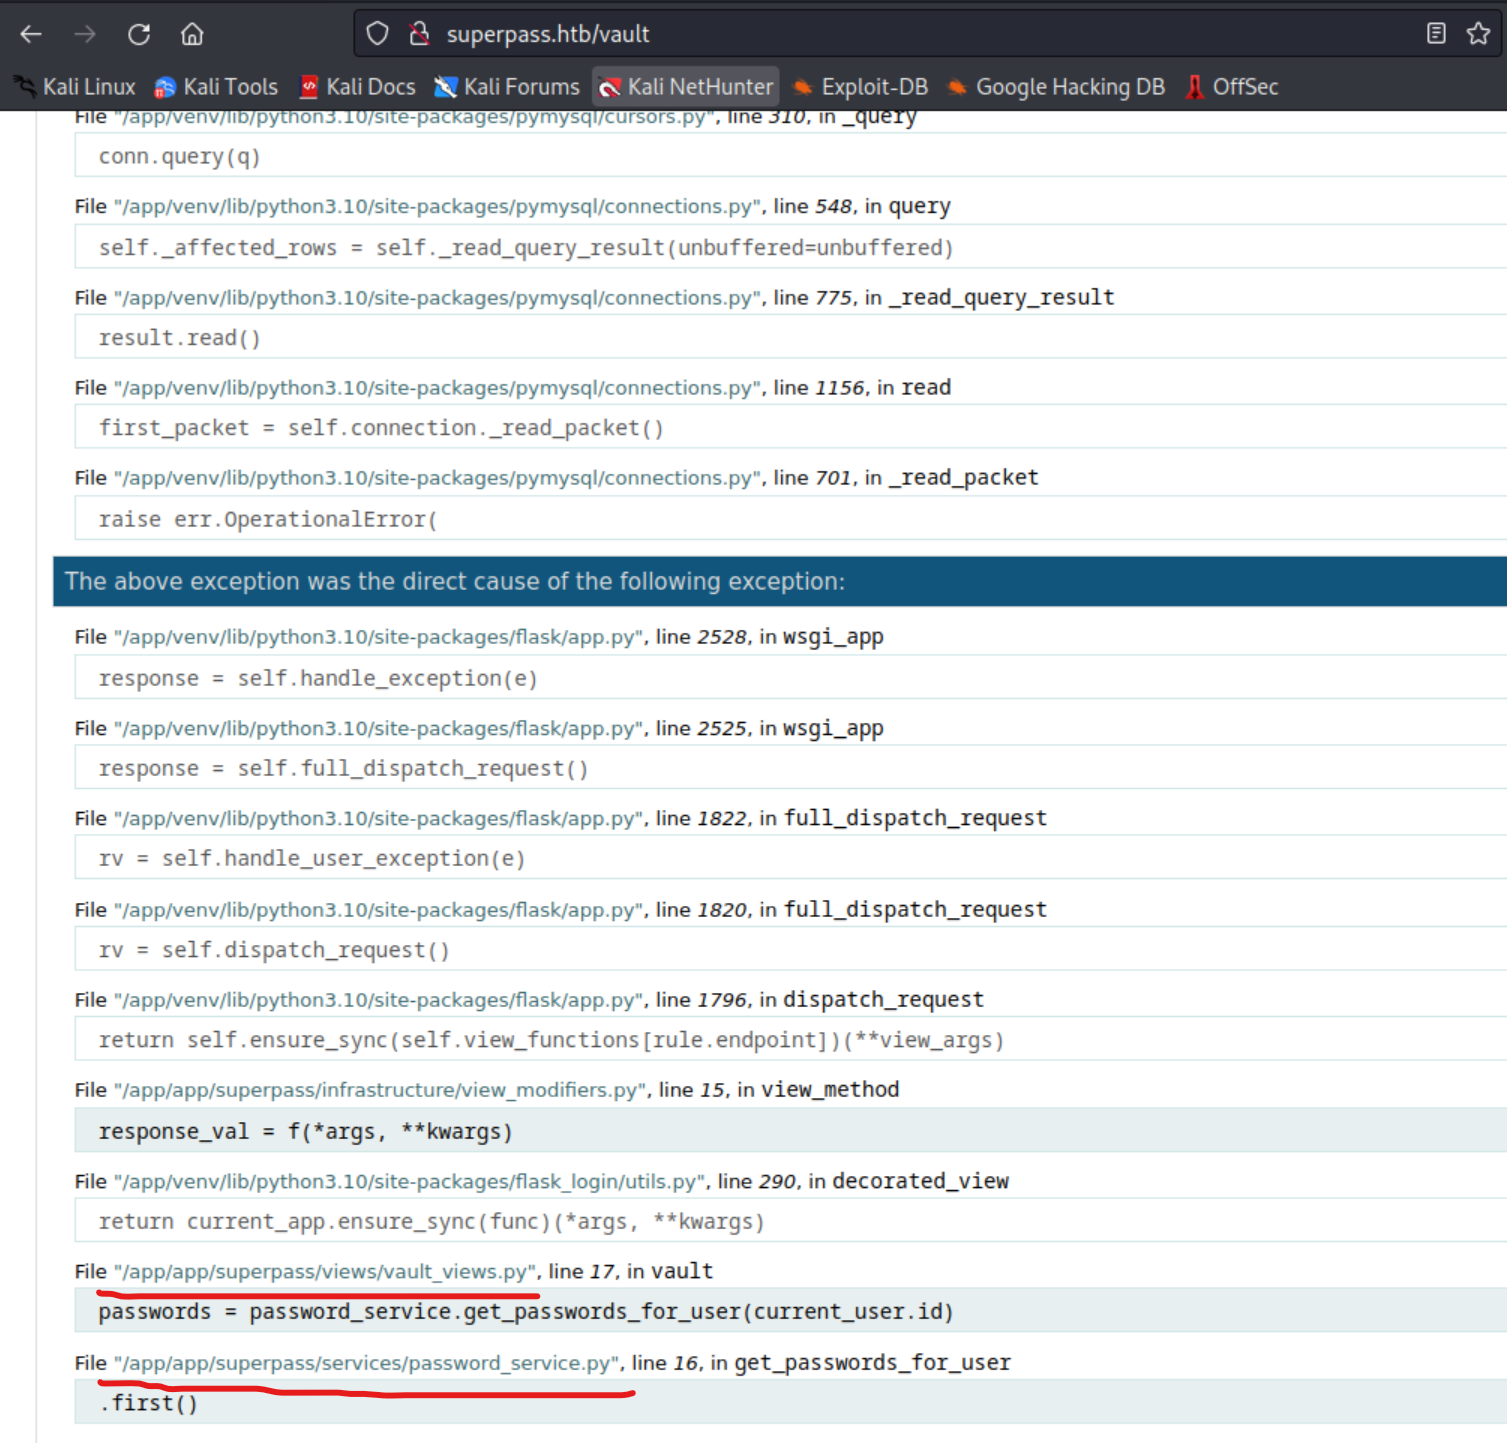 superpass.htb/vault
Kali Linux Kali Tools Kali Docs Kali Forums Kali NetHunter Exploit-DB Google Hacking DB OffSec
File "/app/venv/lib/python3.10/site-packages/pymysql/cursors.py", line 310, in _query
conn.query(q)
File "/app/venv/lib/python3.10/site-packages/pymysql/connections.py", line 548, in query
self._affected_rows = self._read_query_result(unbuffered=unbuffered)
File "/app/venv/lib/python3.10/site-packages/pymysql/connections.py", line 775, in _read_query_result
result.read()
File "/app/venv/lib/python3.10/site-packages/pymysql/connections.py", line 1156, in read
first_packet = self.connection._read_packet()
File "/app/venv/lib/python3.10/site-packages/pymysql/connections.py", line 701, in _read_packet
raise err.OperationalError(
The above exception was the direct cause of the following exception:
File "/app/venv/lib/python3.10/site-packages/flask/app.py", line 2528, in wsgi_app
response = self.handle_exception(e)
File "/app/venv/lib/python3.10/site-packages/flask/app.py", line 2525, in wsgi_app
response = self.full_dispatch_request()
File "/app/venv/lib/python3.10/site-packages/flask/app.py", line 1822, in full_dispatch_request
rv = self.handle_user_exception(e)
File "/app/venv/lib/python3.10/site-packages/flask/app.py", line 1820, in full_dispatch_request
rv = self.dispatch_request()
File "/app/venv/lib/python3.10/site-packages/flask/app.py", line 1796, in dispatch_request
return self.ensure_sync(self.view_functions[rule.endpoint])(**view_args)
File "/app/app/superpass/infrastructure/view_modifiers.py", line 15, in view_method
response_val = f(*args, **kwargs)
File "/app/venv/lib/python3.10/site-packages/flask_login/utils.py", line 290, in decorated_view
return current_app.ensure_sync(func)(*args, **kwargs)
File "/app/app/superpass/views/vault_views.py", line 17, in vault
passwords = password_service.get_passwords_for_user(current_user.id)
File "/app/app/superpass/services/password_service.py", line 16, in get_passwords_for_user
.first()